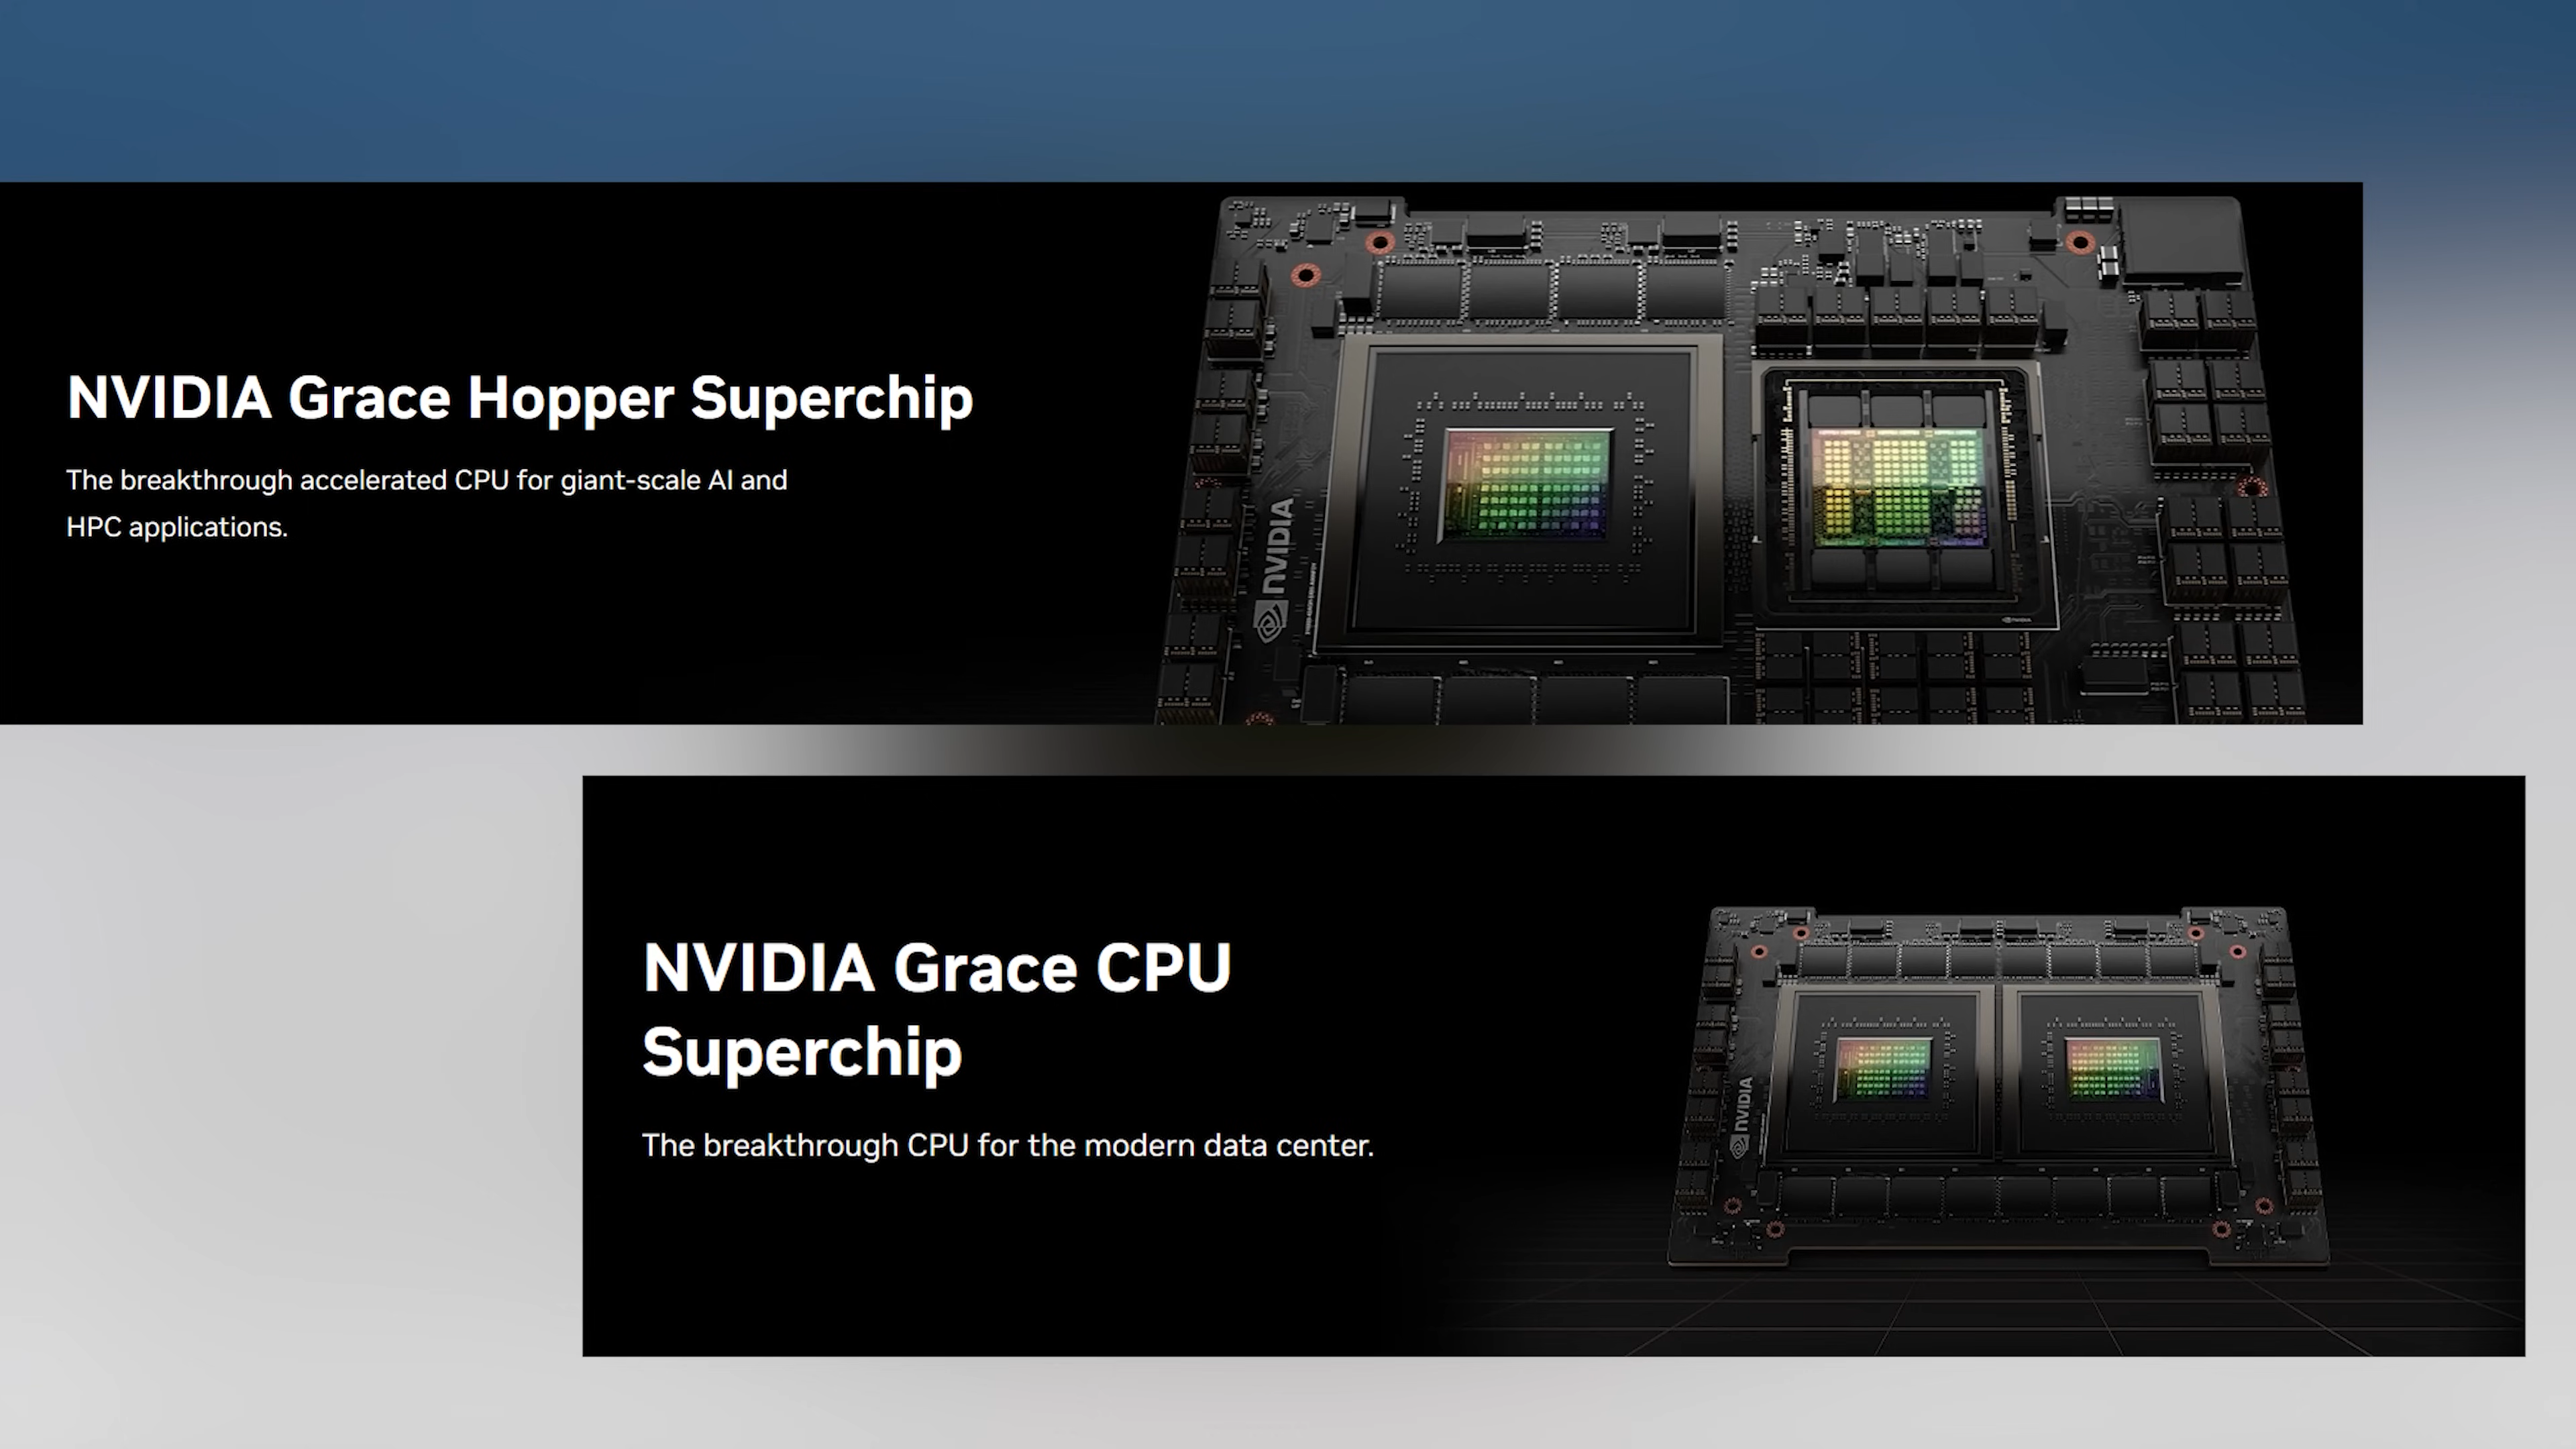 NVIDIA Grace Hopper Superchip
The breakthrough accelerated CPU for giant-scale AI and
HPC applications.
NVIDIA
NVIDIA
NVIDIA Grace CPU
Superchip
The breakthrough CPU for the modern data center.
NVIDIA